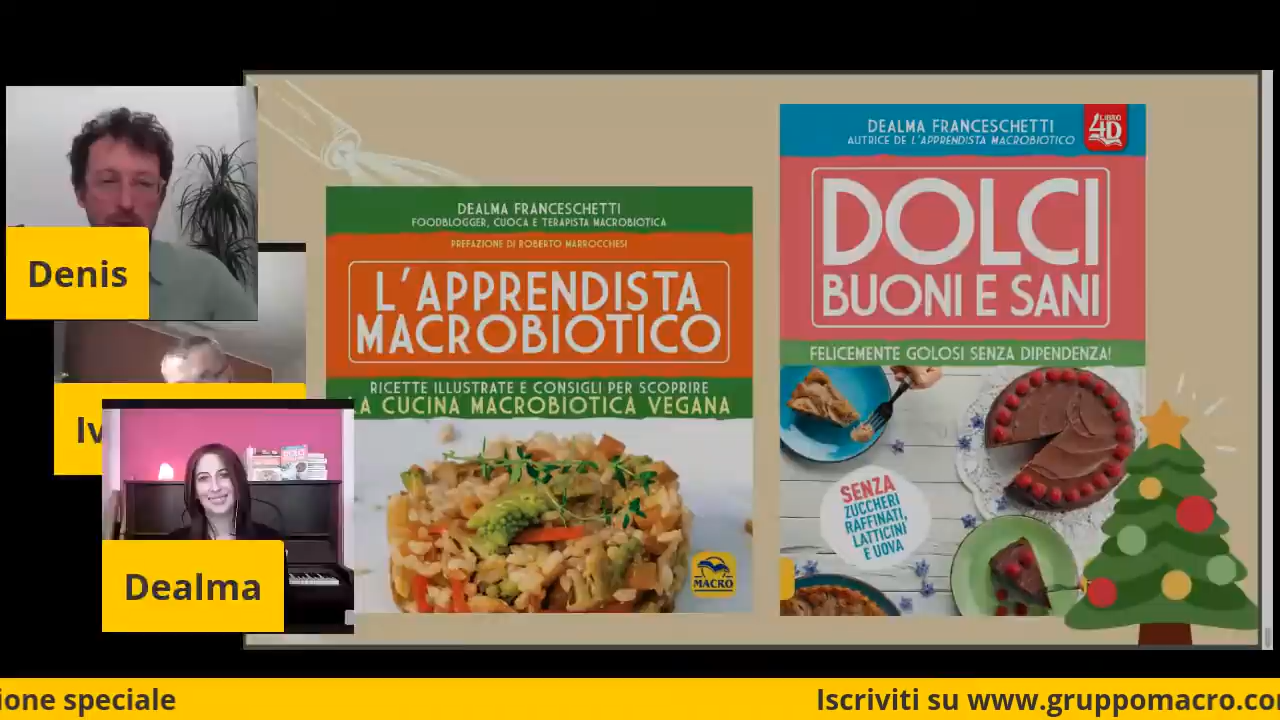 Denis
Iv
Dealma
DEALMA FRANCESCHETTI
FOODBLOGGER, CUOCA E TERAPISTA MACROBIOTICA
PREFAZIONE DI ROBERTO MARROCCHESI
L'APPRENDISTA
MACROBIOTICO
RICETTE ILLUSTRATE E CONSIGLI PER SCOPRIRE
LA CUCINA MACROBIOTICA VEGANA
MACRO
DEALMA FRANCESCHETTI
AUTRICE DE L'APPRENDISTA MACROBIOTICO
LIBRO
4D
DOLCI
BUONI E SANI
FELICEMENTE GOLOSI SENZA DIPENDENZA!
SENZA
ZUCCHERI
RAFFINATI,
LATTICINI
E UOVA
ione speciale
Iscriviti su www.gruppomacro.co